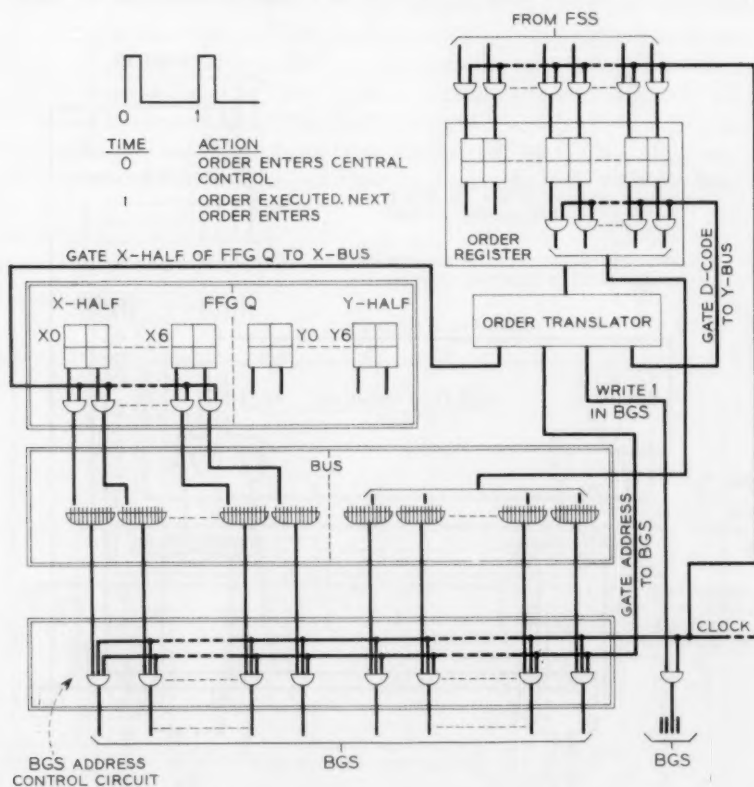 FROM FSS
0 1
TIME ACTION
0 ORDER ENTERS CENTRAL
CONTROL
1 ORDER EXECUTED. NEXT
ORDER ENTERS
ORDER
REGISTER
GATE X-HALF OF FFG Q TO X-BUS
X-HALF FFG Q Y-HALF
X0 X6 Y0 Y6
ORDER TRANSLATOR
GATE D-CODE
TO Y-BUS
WRITE 1
IN BGS
BUS
GATE ADDRESS
TO BGS
CLOCK
BGS ADDRESS
CONTROL CIRCUIT
BGS
BGS